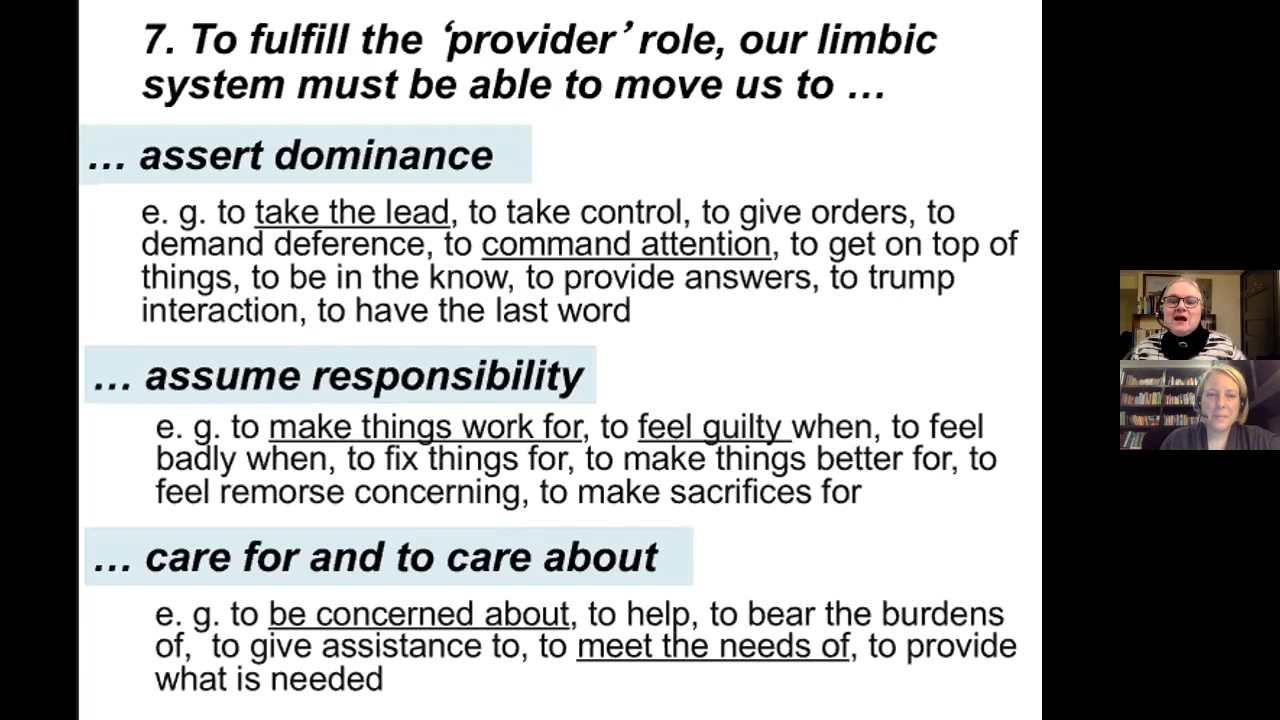 7. To fulfill the ‘provider’ role, our limbic
system must be able to move us to …
… assert dominance
e. g. to take the lead, to take control, to give orders, to
demand deference, to command attention, to get on top of
things, to be in the know, to provide answers, to trump
interaction, to have the last word
… assume responsibility
e. g. to make things work for, to feel guilty when, to feel
badly when, to fix things for, to make things better for, to
feel remorse concerning, to make sacrifices for
… care for and to care about
e. g. to be concerned about, to help, to bear the burdens
of, to give assistance to, to meet the needs of, to provide
what is needed